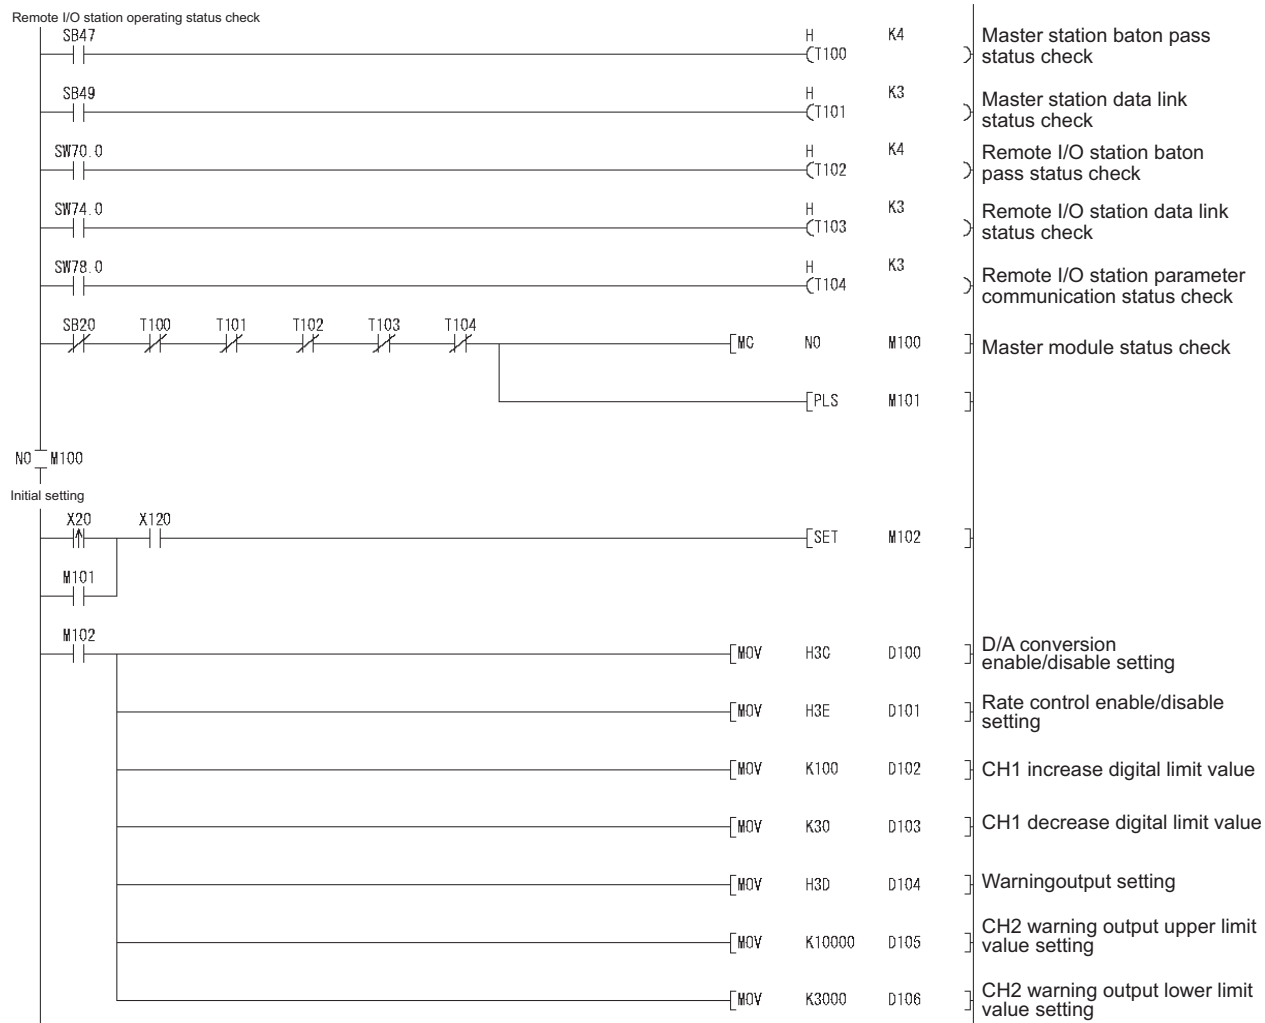 Remote I/O station operating status check
SB47 H K4
T100
Master station baton pass
status check
SB49 H K3
T101
Master station data link
status check
SW70.0 H K4
T102
Remote I/O station baton
pass status check
SW74.0 H K3
T103
Remote I/O station data link
status check
SW78.0 H K3
T104
Remote I/O station parameter
communication status check
SB20 T100 T101 T102 T103 T104
MC N0 M100
Master module status check
PLS M101
N0 M100
Initial setting
X20 X120
SET M102
M101
M102
MOV H3C D100
D/A conversion
enable/disable setting
MOV H3E D101
Rate control enable/disable
setting
MOV K100 D102
CH1 increase digital limit value
MOV K30 D103
CH1 decrease digital limit value
MOV H3D D104
Warningoutput setting
MOV K10000 D105
CH2 warning output upper limit
value setting
MOV K3000 D106
CH2 warning output lower limit
value setting